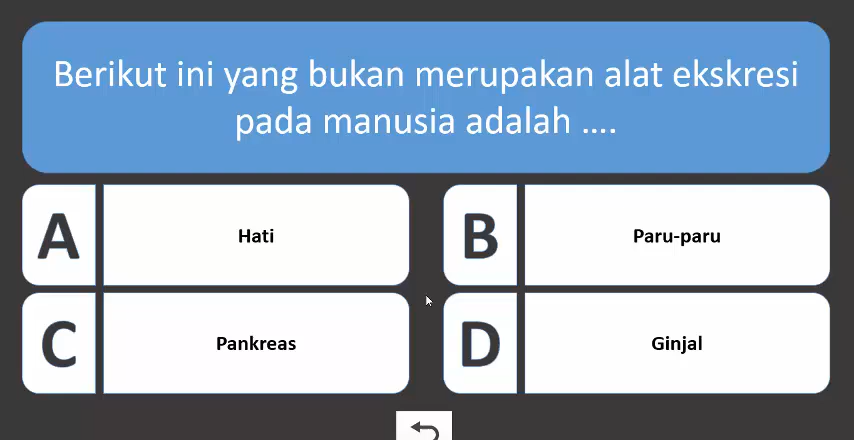 Berikut ini yang bukan merupakan alat ekskresi
pada manusia adalah ....
A
Hati
B
Paru-paru
C
Pankreas
D
Ginjal